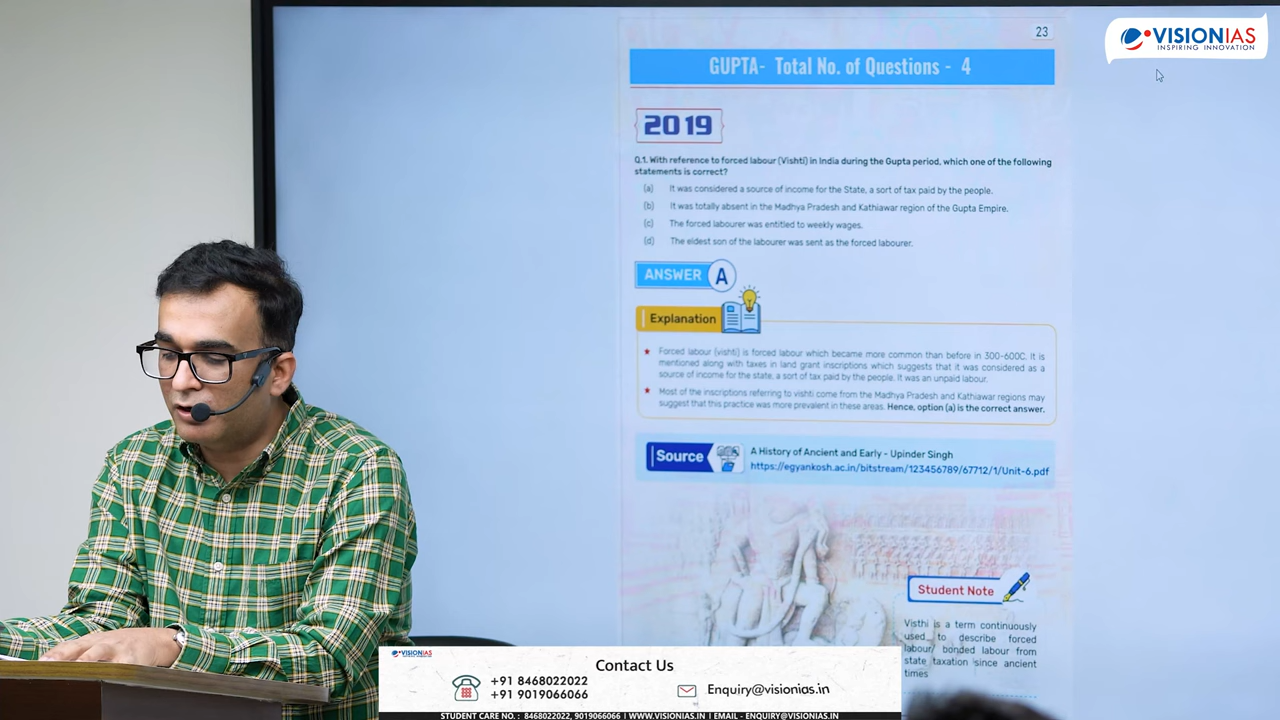 23
VISIONIAS
INSPIRING INNOVATION
GUPTA- Total No. of Questions - 4
2019
Q.1. With reference to forced labour (Vishti) in India during the Gupta period, which one of the following
statements is correct?
(a) It was considered a source of income for the State, a sort of tax paid by the people.
(b) It was totally absent in the Madhya Pradesh and Kathiawar region of the Gupta Empire.
(c) The forced labourer was entitled to weekly wages.
(d) The eldest son of the labourer was sent as the forced labourer.
ANSWER A
Explanation
Forced labour (vishti) is forced labour which became more common than before in 300-600C. It is
mentioned along with taxes in land grant inscriptions which suggests that it was considered as a
source of income for the state, a sort of tax paid by the people. It was an unpaid labour.
Most of the inscriptions referring to vishti come from the Madhya Pradesh and Kathiawar regions may
suggest that this practice was more prevalent in these areas. Hence, option (a) is the correct answer.
Source
A History of Ancient and Early - Upinder Singh
https://egyankosh.ac.in/bitstream/123456789/67712/1/Unit-6.pdf
Student Note
Visthi is a term continuously
used to describe forced
labour/ bonded labour from
state taxation since ancient
times
VISIONIAS
Contact Us
+91 8468022022
+91 9019066066
Enquiry@visionias.in
STUDENT CARE NO. : 8468022022, 9019066066 | WWW.VISIONIAS.IN | EMAIL - ENQUIRY@VISIONIAS.IN